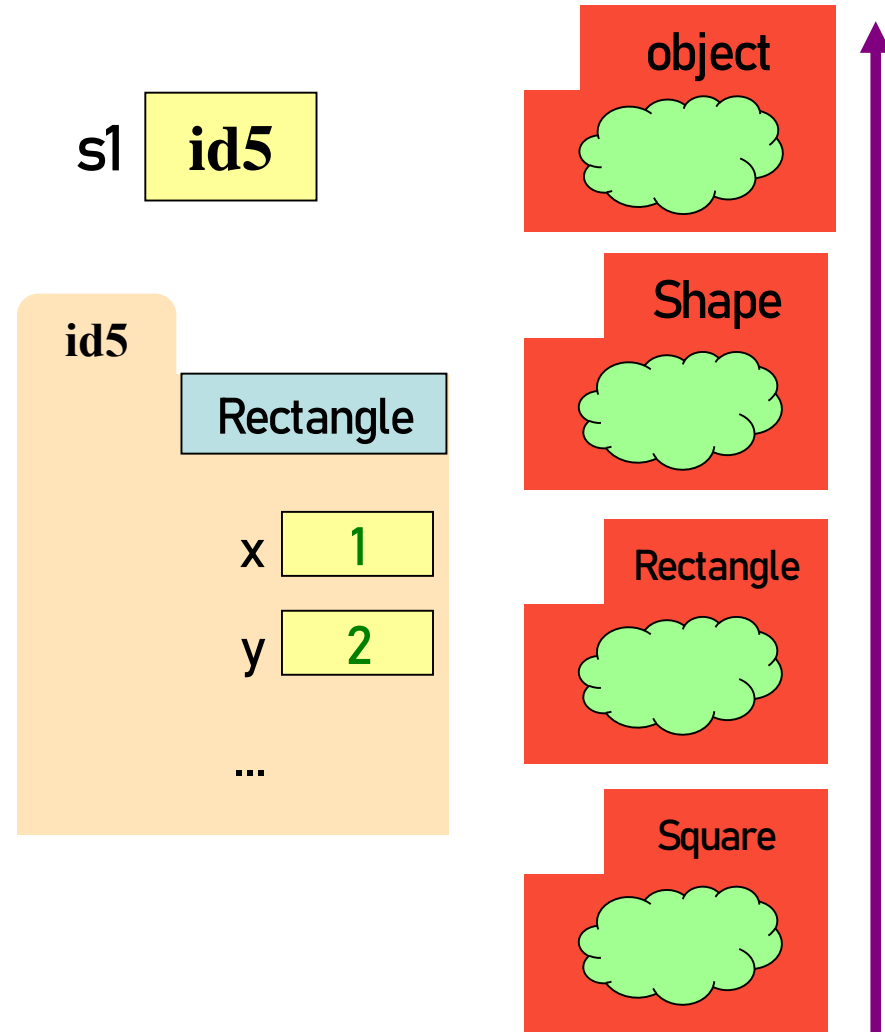 s1 id5
id5
Rectangle
x 1
y 2
...
object
Shape
Rectangle
Square